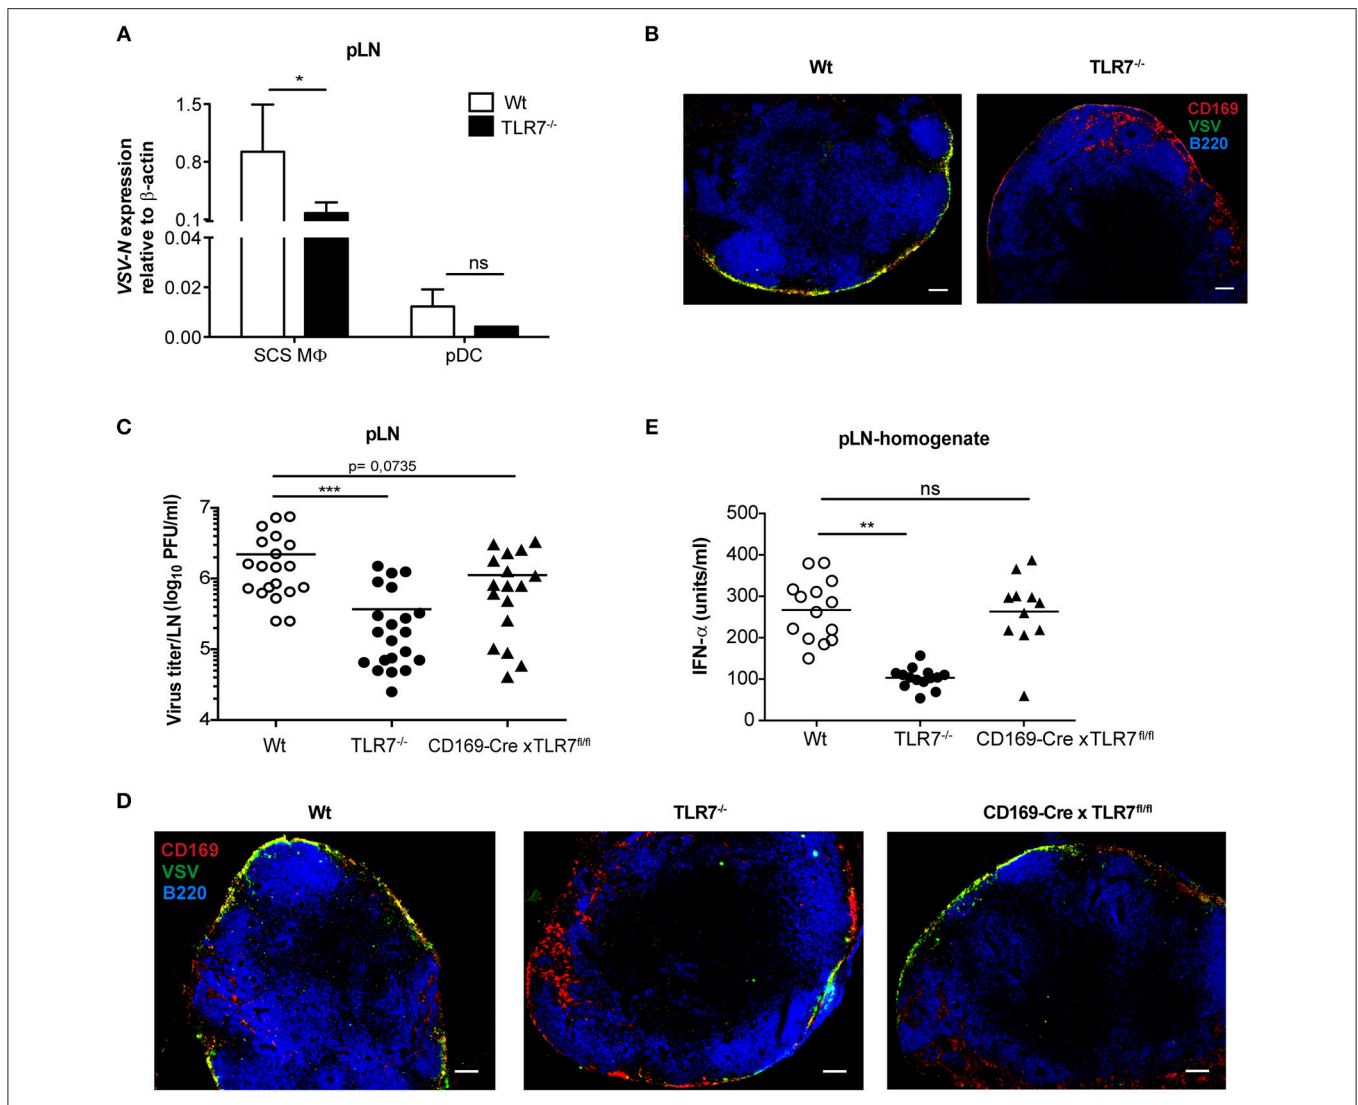 A
pLN
*
Wt
TLR7-/-
VSV-N expression
relative to β-actin
1.5
0.8
0.1
0.04
0.02
0.00
ns
SCS MΦ
pDC
B
Wt
TLR7-/-
CD169
VSV
B220
C
pLN
p= 0,0735
***
Virus titer/LN (log10 PFU/ml)
7
6
5
4
Wt
TLR7-/-
CD169-Cre xTLR7fl/fl
E
pLN-homogenate
ns
**
IFN-α (units/ml)
500
400
300
200
100
0
Wt
TLR7-/-
CD169-Cre xTLR7fl/fl
D
Wt
TLR7-/-
CD169-Cre x TLR7fl/fl
CD169
VSV
B220